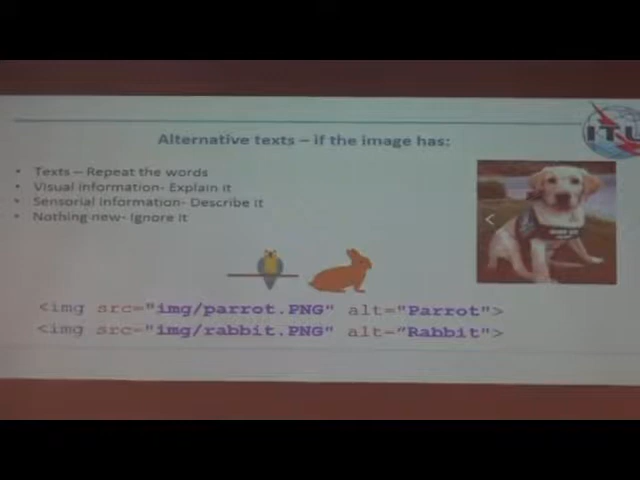 Alternative texts – if the image has:
ITU
• Texts – Repeat the words
• Visual information- Explain it
• Sensorial information- Describe it
• Nothing new- Ignore it
<img src="img/parrot.PNG" alt="Parrot">
<img src="img/rabbit.PNG" alt="Rabbit">